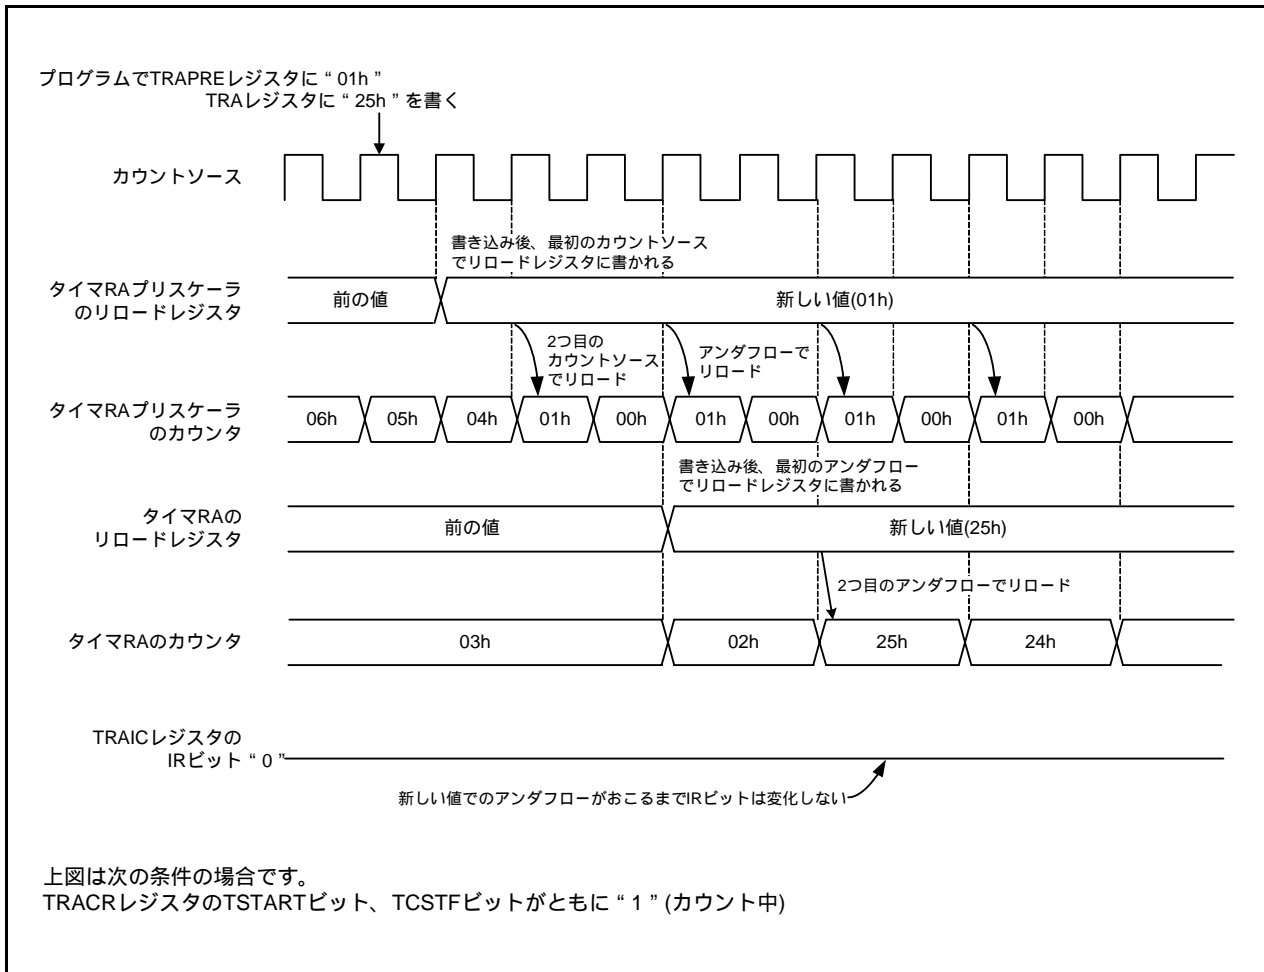 プログラムでTRAPREレジスタに“01h”
TRAレジスタに“25h”を書く
カウントソース
書き込み後、最初のカウントソース
でリロードレジスタに書かれる
タイマRAプリスケーラ
のリロードレジスタ
前の値
新しい値(01h)
2つ目の
カウントソース
でリロード
アンダフローで
リロード
タイマRAプリスケーラ
のカウンタ
06h 05h 04h 01h 00h 01h 00h 01h 00h 01h 00h
書き込み後、最初のアンダフロー
でリロードレジスタに書かれる
タイマRAの
リロードレジスタ
前の値
新しい値(25h)
2つ目のアンダフローでリロード
タイマRAのカウンタ
03h 02h 25h 24h
TRAICレジスタの
IRビット“0”
新しい値でのアンダフローがおこるまでIRビットは変化しない
上図は次の条件の場合です。
TRACRレジスタのTSTARTビット、TCSTFビットがともに“1”(カウント中)